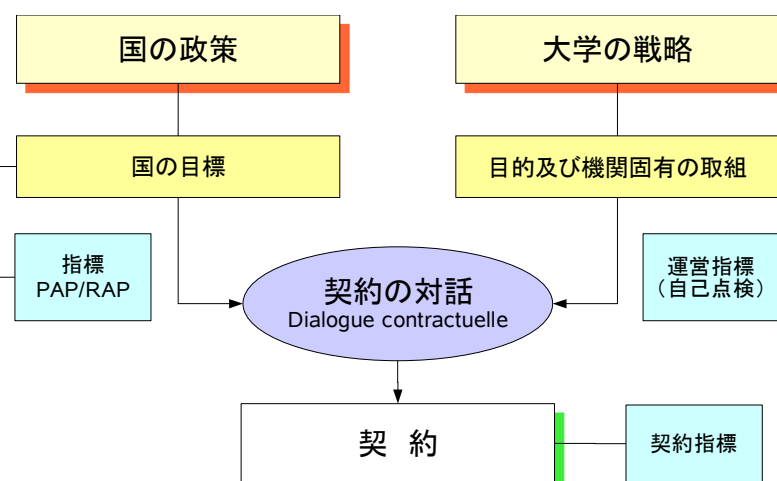 国の政策
大学の戦略
国の目標
目的及び機関固有の取組
指標
PAP/RAP
契約の対話
Dialogue contractuelle
運営指標
（自己点検）
契 約
契約指標